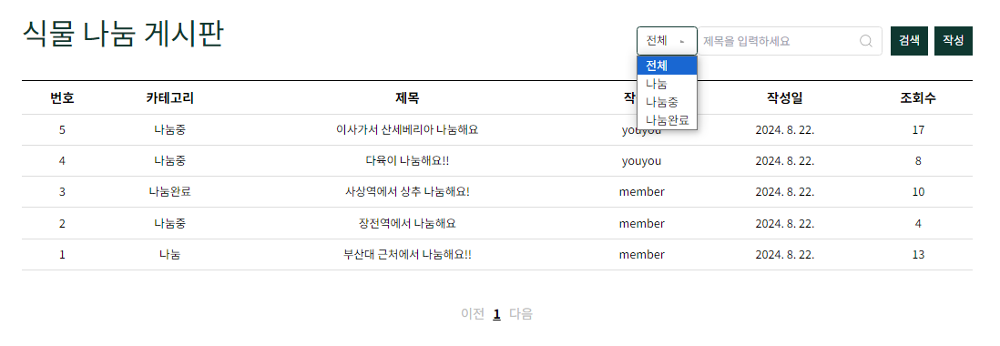 식물 나눔 게시판
전체 제목을 입력하세요 검색 작성
전체
나눔
나눔중
나눔완료
번호 카테고리 제목 작 작성일 조회수
5 나눔중 이사가서 산세베리아 나눔해요 youyou 2024. 8. 22. 17
4 나눔중 다육이 나눔해요!! youyou 2024. 8. 22. 8
3 나눔완료 사상역에서 상추 나눔해요! member 2024. 8. 22. 10
2 나눔중 장전역에서 나눔해요 member 2024. 8. 22. 4
1 나눔 부산대 근처에서 나눔해요!! member 2024. 8. 22. 13
이전 1 다음